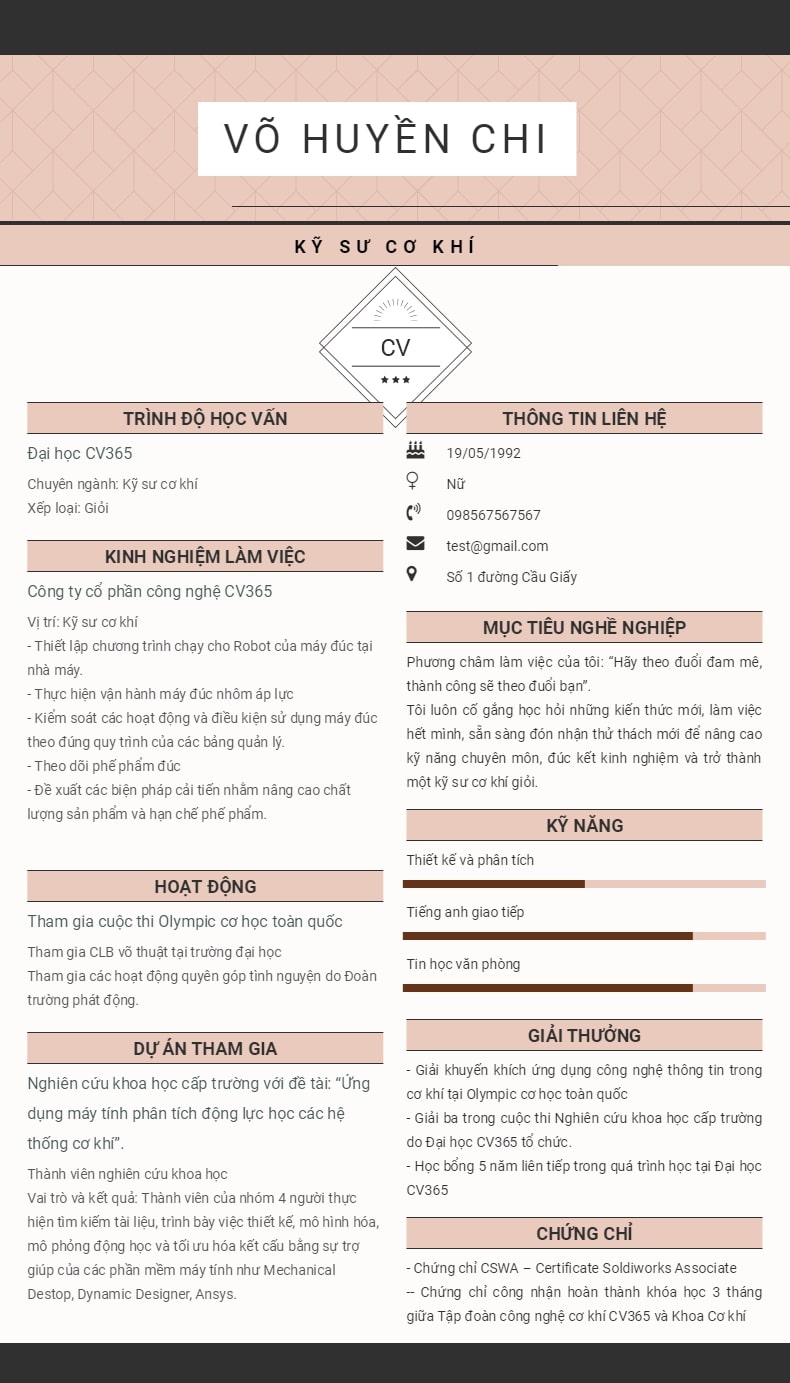 VÕ HUYỀN CHI
KỸ SƯ CƠ KHÍ
CV
TRÌNH ĐỘ HỌC VẤN
Đại học CV365
Chuyên ngành: Kỹ sư cơ khí
Xếp loại: Giỏi
KINH NGHIỆM LÀM VIỆC
Công ty cổ phần công nghệ CV365
Vị trí: Kỹ sư cơ khí
- Thiết lập chương trình chạy cho Robot của máy đúc tại
nhà máy.
- Thực hiện vận hành máy đúc nhôm áp lực
- Kiểm soát các hoạt động và điều kiện sử dụng máy đúc
theo đúng quy trình của các bảng quản lý.
- Theo dõi phế phẩm đúc
- Đề xuất các biện pháp cải tiến nhằm nâng cao chất
lượng sản phẩm và hạn chế phế phẩm.
HOẠT ĐỘNG
Tham gia cuộc thi Olympic cơ học toàn quốc
Tham gia CLB võ thuật tại trường đại học
Tham gia các hoạt động quyên góp tình nguyện do Đoàn
trường phát động.
DỰ ÁN THAM GIA
Nghiên cứu khoa học cấp trường với đề tài: “Ứng
dụng máy tính phân tích động lực học các hệ
thống cơ khí”.
Thành viên nghiên cứu khoa học
Vai trò và kết quả: Thành viên của nhóm 4 người thực
hiện tìm kiếm tài liệu, trình bày việc thiết kế, mô hình hóa,
mô phỏng động học và tối ưu hóa kết cấu bằng sự trợ
giúp của các phần mềm máy tính như Mechanical
Destop, Dynamic Designer, Ansys.
THÔNG TIN LIÊN HỆ
19/05/1992
Nữ
098567567567
test@gmail.com
Số 1 đường Cầu Giấy
MỤC TIÊU NGHỀ NGHIỆP
Phương châm làm việc của tôi: “Hãy theo đuổi đam mê,
thành công sẽ theo đuổi bạn”.
Tôi luôn cố gắng học hỏi những kiến thức mới, làm việc
hết mình, sẵn sàng đón nhận thử thách mới để nâng cao
kỹ năng chuyên môn, đúc kết kinh nghiệm và trở thành
một kỹ sư cơ khí giỏi.
KỸ NĂNG
Thiết kế và phân tích
Tiếng anh giao tiếp
Tin học văn phòng
GIẢI THƯỞNG
- Giải khuyến khích ứng dụng công nghệ thông tin trong
cơ khí tại Olympic cơ học toàn quốc
- Giải ba trong cuộc thi Nghiên cứu khoa học cấp trường
do Đại học CV365 tổ chức.
- Học bổng 5 năm liên tiếp trong quá trình học tại Đại học
CV365
CHỨNG CHỈ
- Chứng chỉ CSWA – Certificate Soldiworks Associate
-- Chứng chỉ công nhận hoàn thành khóa học 3 tháng
giữa Tập đoàn công nghệ cơ khí CV365 và Khoa Cơ khí